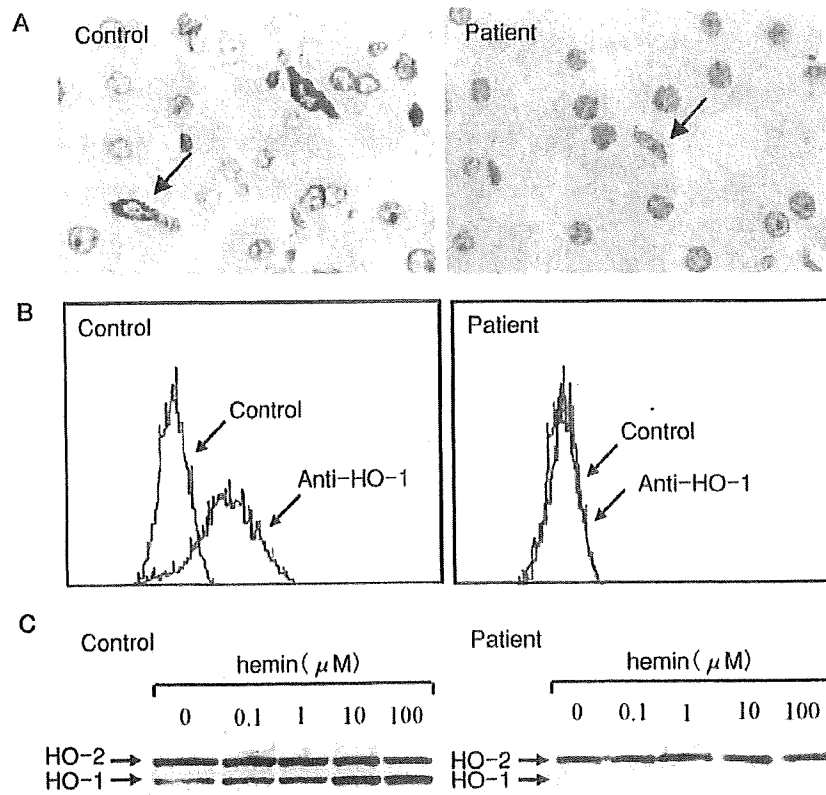 A
Control
Patient
B
Control
Control
Anti-HO-1
Patient
Control
Anti-HO-1
C
Control
hemin( μM)
0 0.1 1 10 100
HO-2
HO-1
Patient
hemin( μM)
0 0.1 1 10 100
HO-2
HO-1